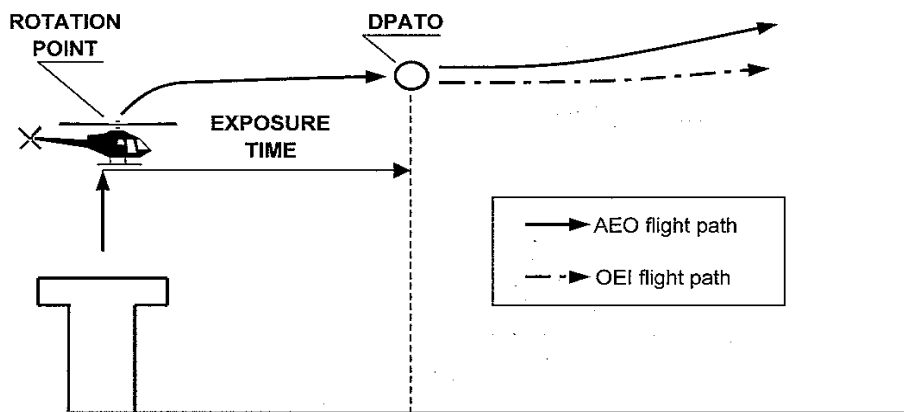 ROTATION
POINT
DPATO
EXPOSURE
TIME
AEO flight path
OEI flight path